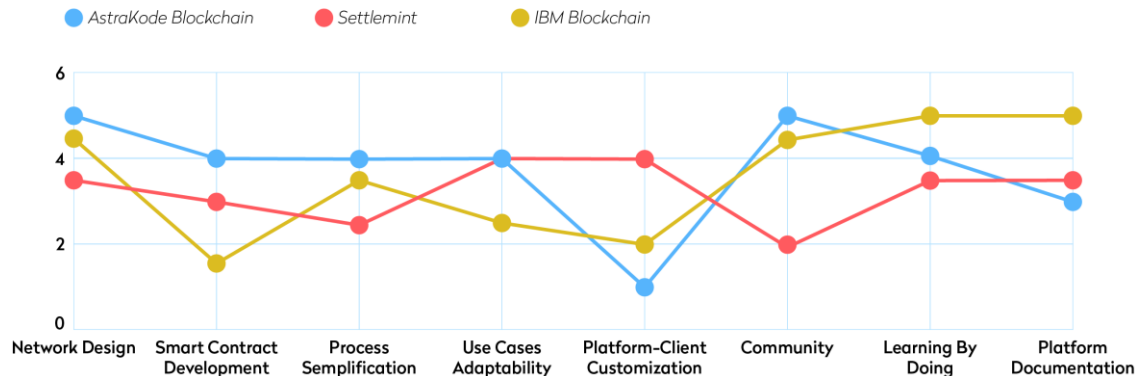 AstraKode Blockchain
Settlemint
IBM Blockchain
6
4
2
0
Network Design
Smart Contract
Development
Process
Semplification
Use Cases
Adaptability
Platform-Client
Customization
Community
Learning By
Doing
Platform
Documentation